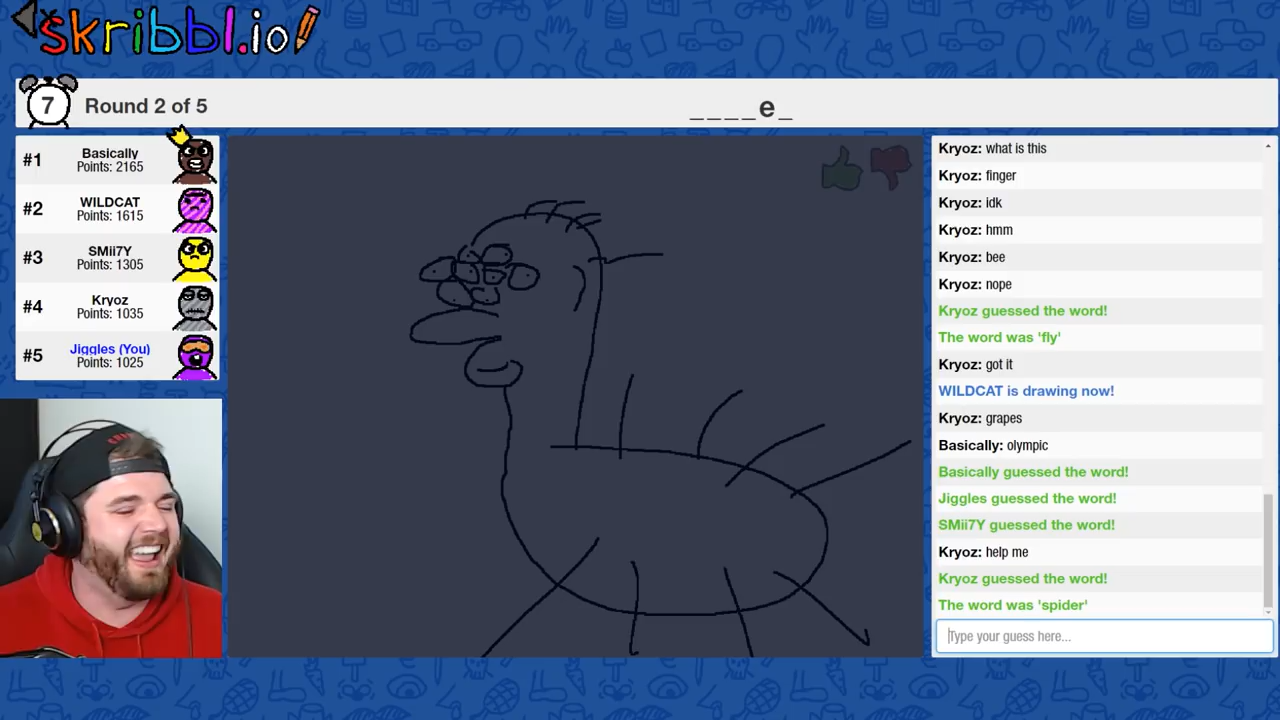 skribbl.io
7
Round 2 of 5
____e_
#1
Basically
Points: 2165
#2
WILDCAT
Points: 1615
#3
SMii7Y
Points: 1305
#4
Kryoz
Points: 1035
#5
Jiggles (You)
Points: 1025
Kryoz: what is this
Kryoz: finger
Kryoz: idk
Kryoz: hmm
Kryoz: bee
Kryoz: nope
Kryoz guessed the word!
The word was 'fly'
Kryoz: got it
WILDCAT is drawing now!
Kryoz: grapes
Basically: olympic
Basically guessed the word!
Jiggles guessed the word!
SMii7Y guessed the word!
Kryoz: help me
Kryoz guessed the word!
The word was 'spider'
Type your guess here...